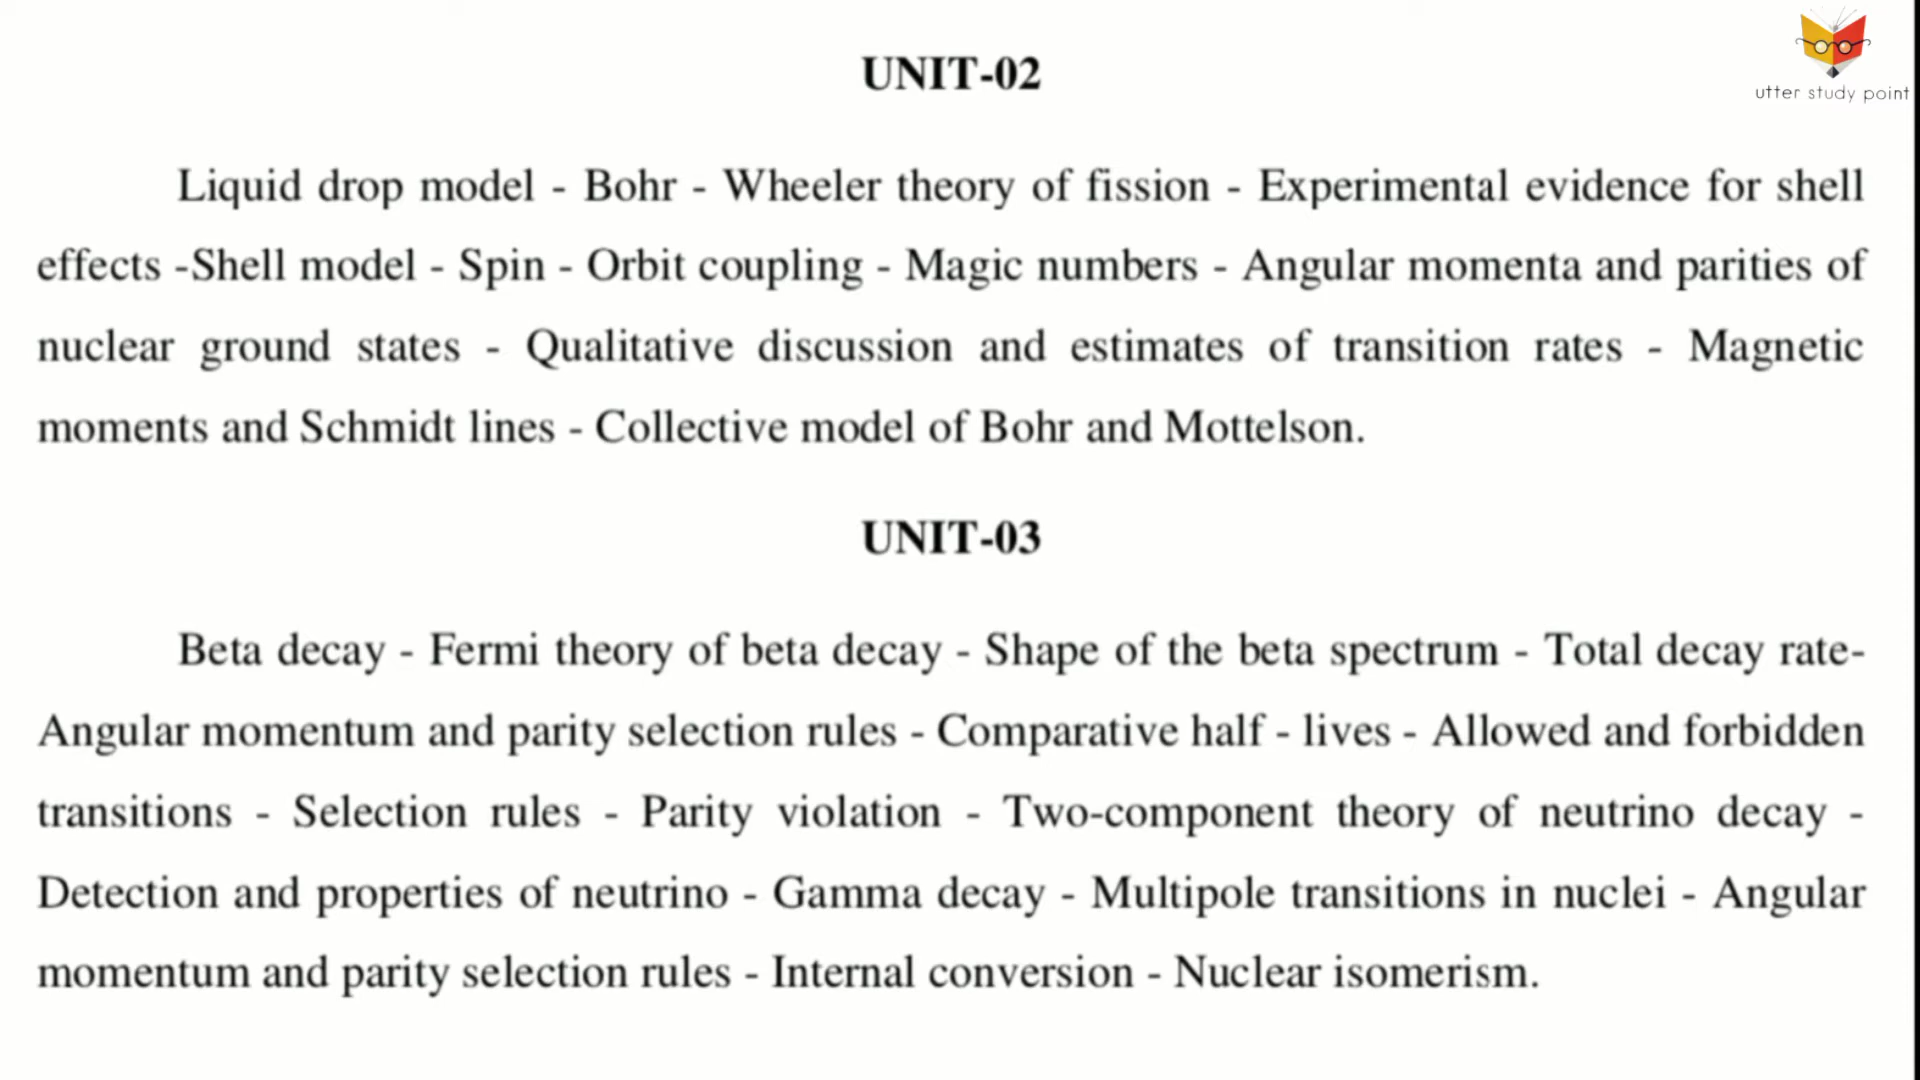 utter study point
UNIT-02
Liquid drop model - Bohr - Wheeler theory of fission - Experimental evidence for shell
effects -Shell model - Spin - Orbit coupling - Magic numbers - Angular momenta and parities of
nuclear ground states - Qualitative discussion and estimates of transition rates - Magnetic
moments and Schmidt lines - Collective model of Bohr and Mottelson.
UNIT-03
Beta decay - Fermi theory of beta decay - Shape of the beta spectrum - Total decay rate-
Angular momentum and parity selection rules - Comparative half - lives - Allowed and forbidden
transitions - Selection rules - Parity violation - Two-component theory of neutrino decay -
Detection and properties of neutrino - Gamma decay - Multipole transitions in nuclei - Angular
momentum and parity selection rules - Internal conversion - Nuclear isomerism.